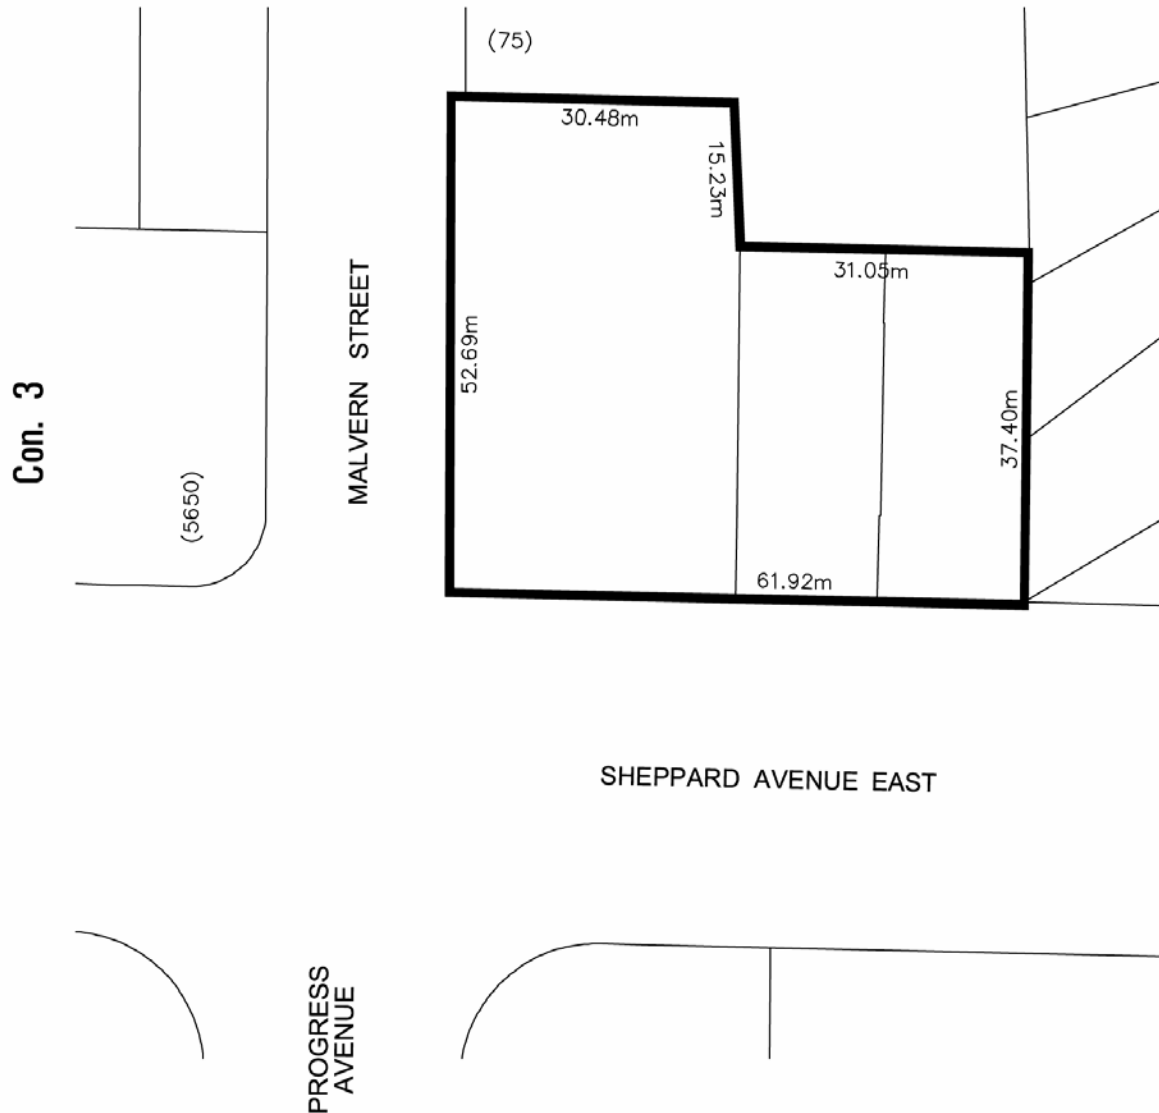 (75)
30.48m
15.23m
31.05m
MALVERN STREET
52.69m
Con. 3
37.40m
(5650)
61.92m
SHEPPARD AVENUE EAST
PROGRESS
AVENUE